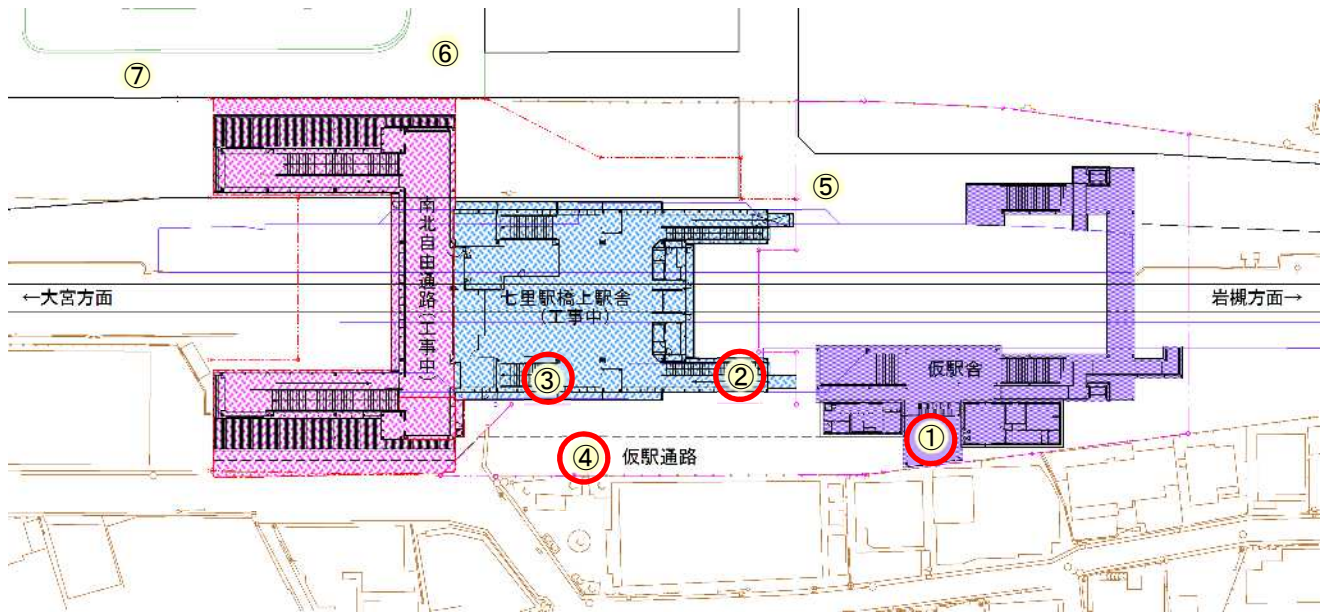 ⑥
⑦
⑤
南北自由通路(工事中)
←大宮方面
七里駅橋上駅舎
(工事中)
岩槻方面→
仮駅舎
③
②
①
④
仮駅通路